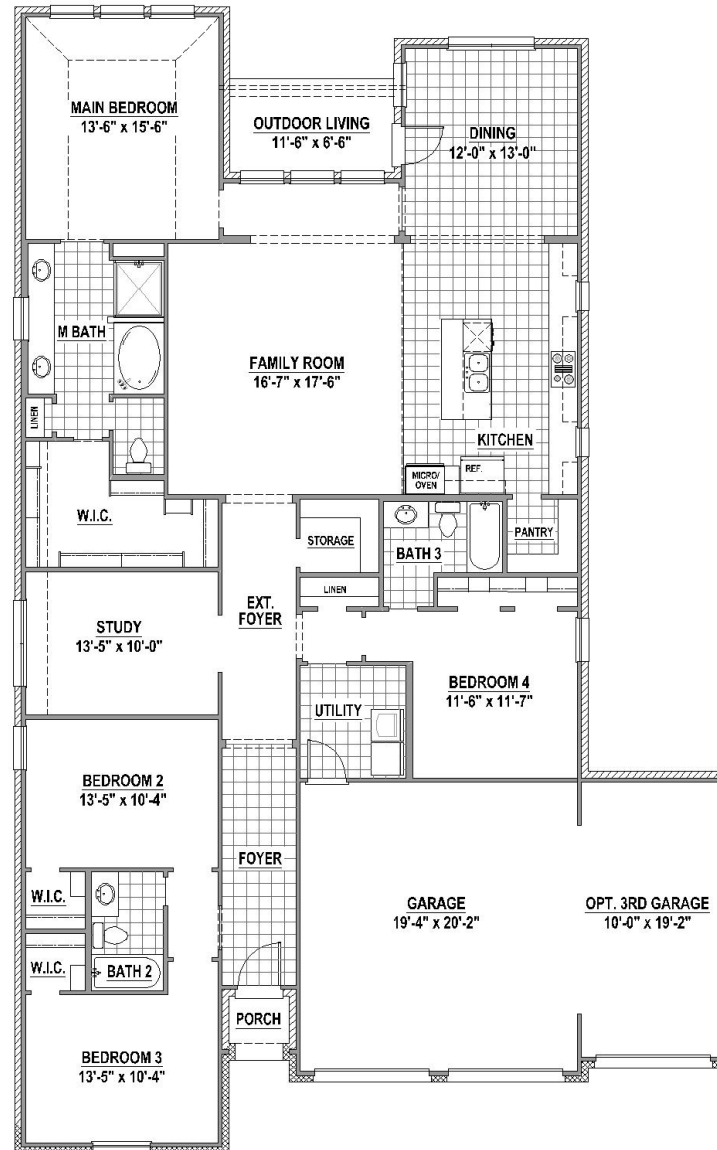 MAIN BEDROOM
13'-6" x 15'-6"
OUTDOOR LIVING
11'-6" x 6'-6"
DINING
12'-0" x 13'-0"
M BATH
FAMILY ROOM
16'-7" x 17'-6"
LINEN
KITCHEN
MICRO/
OVEN
REF.
W.I.C.
STORAGE
BATH 3
PANTRY
LINEN
EXT.
FOYER
STUDY
13'-5" x 10'-0"
BEDROOM 4
11'-6" x 11'-7"
UTILITY
BEDROOM 2
13'-5" x 10'-4"
FOYER
W.I.C.
GARAGE
19'-4" x 20'-2"
OPT. 3RD GARAGE
10'-0" x 19'-2"
W.I.C.
BATH 2
PORCH
BEDROOM 3
13'-5" x 10'-4"